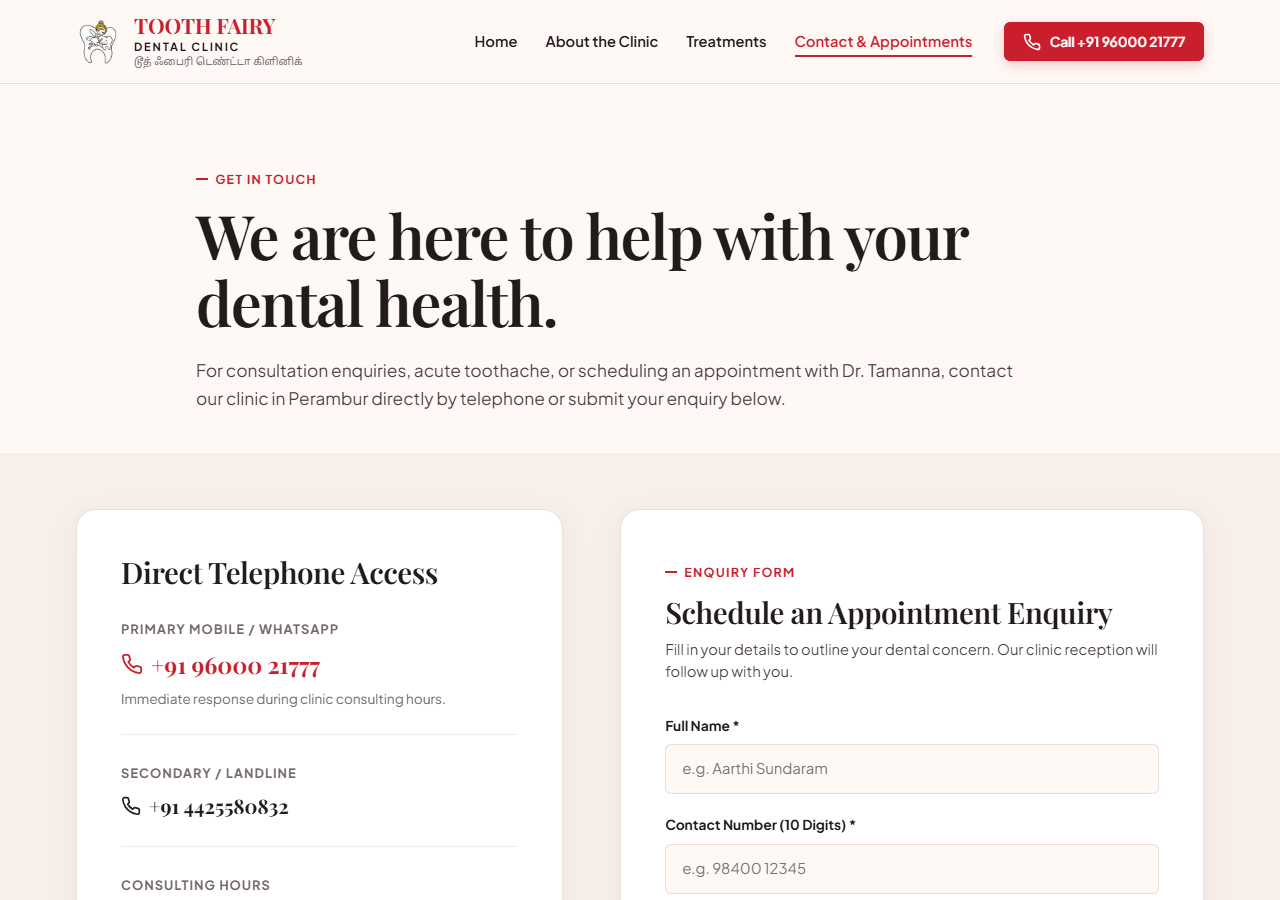 TOOTH FAIRY
DENTAL CLINIC
டூத் ஃபைரி டெண்ட்டா கிளினிக்
Home
About the Clinic
Treatments
Contact & Appointments
Call +91 96000 21777
GET IN TOUCH
We are here to help with your
dental health.
For consultation enquiries, acute toothache, or scheduling an appointment with Dr. Tamanna, contact
our clinic in Perambur directly by telephone or submit your enquiry below.
Direct Telephone Access
PRIMARY MOBILE / WHATSAPP
+91 96000 21777
Immediate response during clinic consulting hours.
SECONDARY / LANDLINE
+91 4425580832
CONSULTING HOURS
ENQUIRY FORM
Schedule an Appointment Enquiry
Fill in your details to outline your dental concern. Our clinic reception will
follow up with you.
Full Name *
e.g. Aarthi Sundaram
Contact Number (10 Digits) *
e.g. 98400 12345